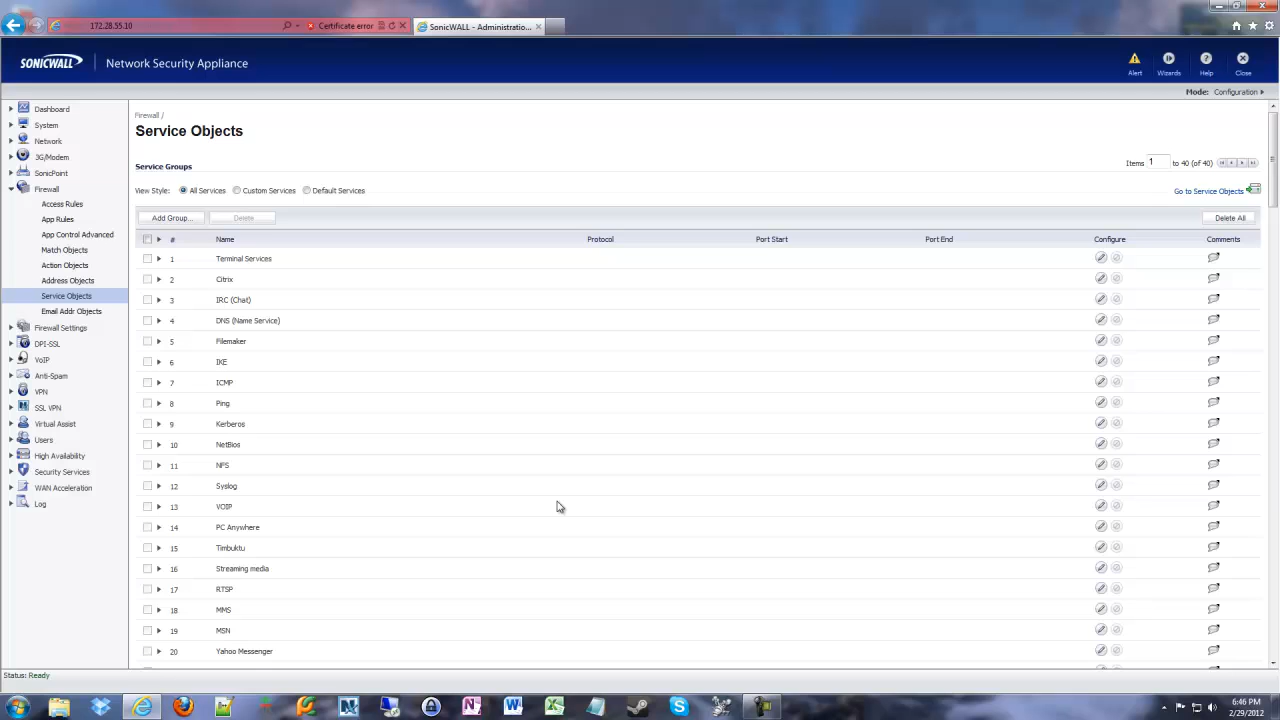 172.28.55.10 Certificate error SonicWALL - Administratio...
SONICWALL Network Security Appliance
Alert Wizards Help Close
Mode: Configuration
Dashboard
System
Network
3G/Modem
SonicPoint
Firewall
Access Rules
App Rules
App Control Advanced
Match Objects
Action Objects
Address Objects
Service Objects
Email Addr Objects
Firewall Settings
DPI-SSL
VoIP
Anti-Spam
VPN
SSL VPN
Virtual Assist
Users
High Availability
Security Services
WAN Acceleration
Log
Firewall /
Service Objects
Service Groups
Items 1 to 40 (of 40)
View Style: All Services Custom Services Default Services
Go to Service Objects
Add Group... Delete Delete All
# Name Protocol Port Start Port End Configure Comments
1 Terminal Services
2 Citrix
3 IRC (Chat)
4 DNS (Name Service)
5 Filemaker
6 IKE
7 ICMP
8 Ping
9 Kerberos
10 NetBios
11 NFS
12 Syslog
13 VOIP
14 PC Anywhere
15 Timbuktu
16 Streaming media
17 RTSP
18 MMS
19 MSN
20 Yahoo Messenger
Status: Ready
6:46 PM
2/29/2012